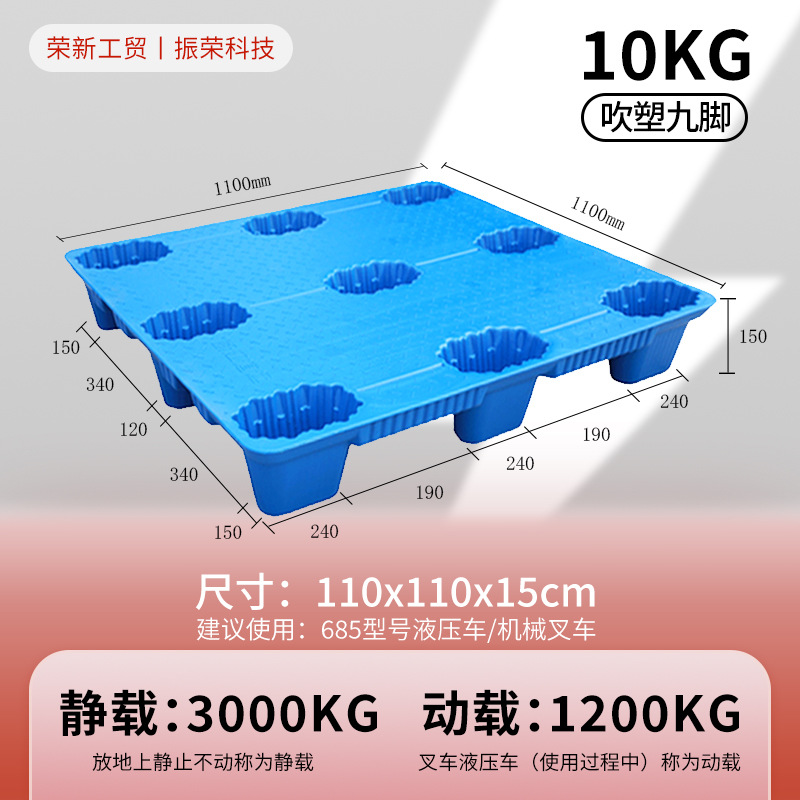 荣新工贸丨振荣科技
10KG
吹塑九脚
1100mm
1100mm
150
150
340
120
340
150
240
190
240
190
240
尺寸：110x110x15cm
建议使用：685型号液压车/机械叉车
静载:3000KG
动载:1200KG
放地上静止不动称为静载
叉车液压车（使用过程中）称为动载